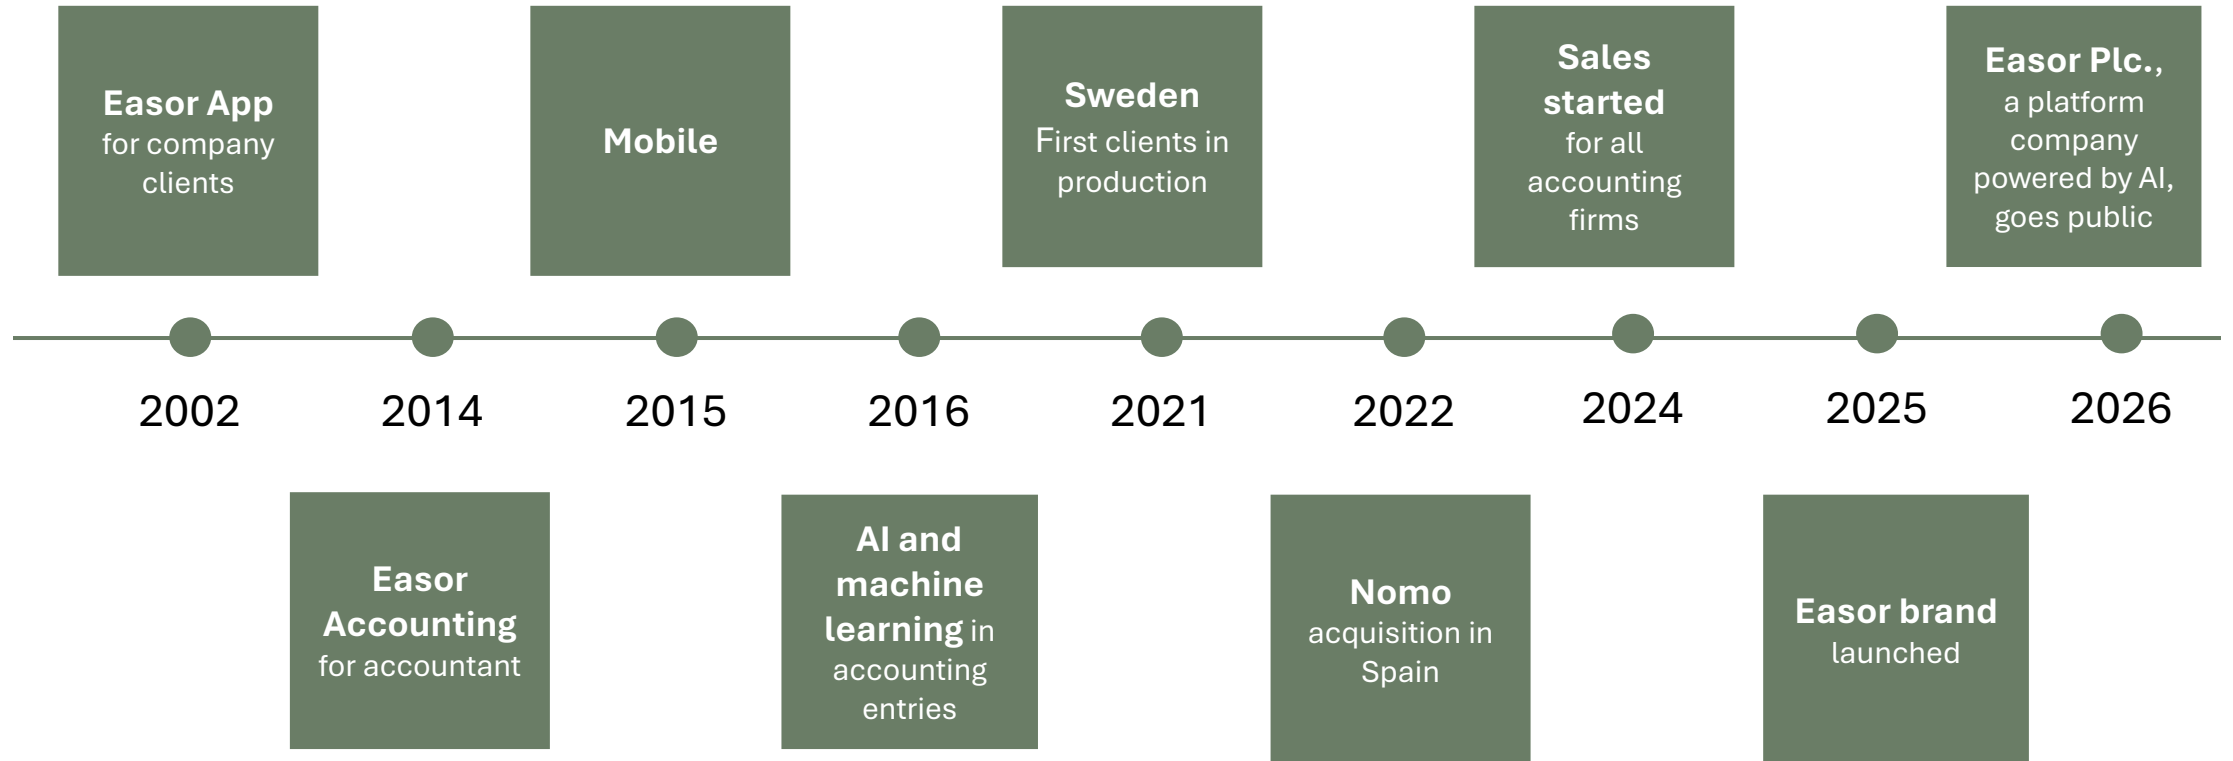 Easor App
for company
clients
Mobile
Sweden
First clients in
production
Sales
started
for all
accounting
firms
Easor Plc.,
a platform
company
powered by AI,
goes public
2002
2014
2015
2016
2021
2022
2024
2025
2026
Easor
Accounting
for accountant
AI and
machine
learning in
accounting
entries
Nomo
acquisition in
Spain
Easor brand
launched